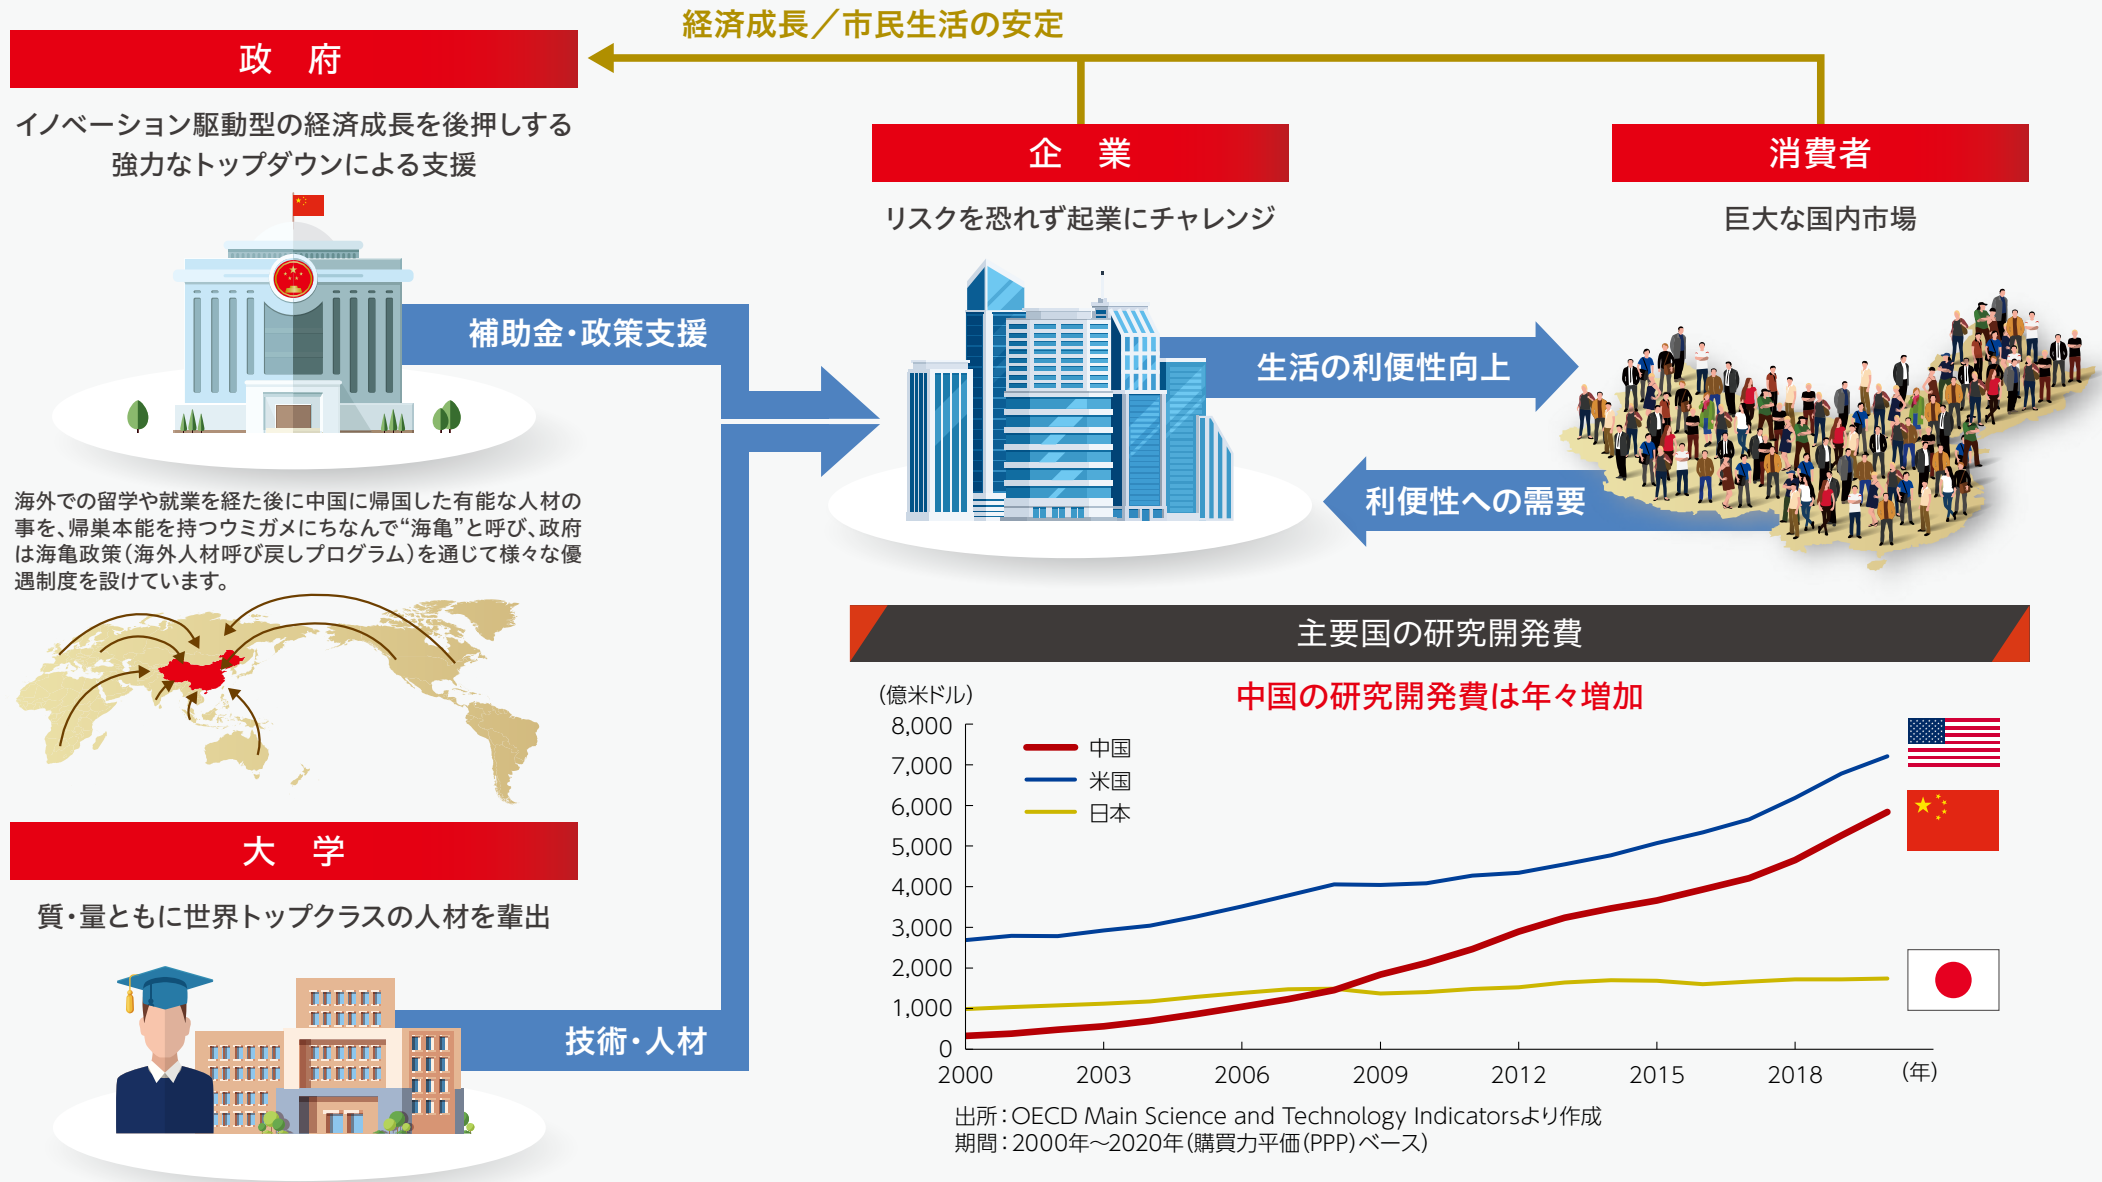 経済成長／市民生活の安定
政　府
イノベーション駆動型の経済成長を後押しする
強力なトップダウンによる支援
補助金・政策支援
海外での留学や就業を経た後に中国に帰国した有能な人材の
事を、帰巣本能を持つウミガメにちなんで“海亀”と呼び、政府
は海亀政策（海外人材呼び戻しプログラム）を通じて様々な優
遇制度を設けています。
大　学
質・量ともに世界トップクラスの人材を輩出
技術・人材
企　業
リスクを恐れず起業にチャレンジ
生活の利便性向上
利便性への需要
消費者
巨大な国内市場
主要国の研究開発費
中国の研究開発費は年々増加
（億米ドル）
8,000
7,000
6,000
5,000
4,000
3,000
2,000
1,000
0
中国
米国
日本
2000 2003 2006 2009 2012 2015 2018 （年）
出所：OECD Main Science and Technology Indicatorsより作成
期間：2000年～2020年（購買力平価（PPP）ベース）